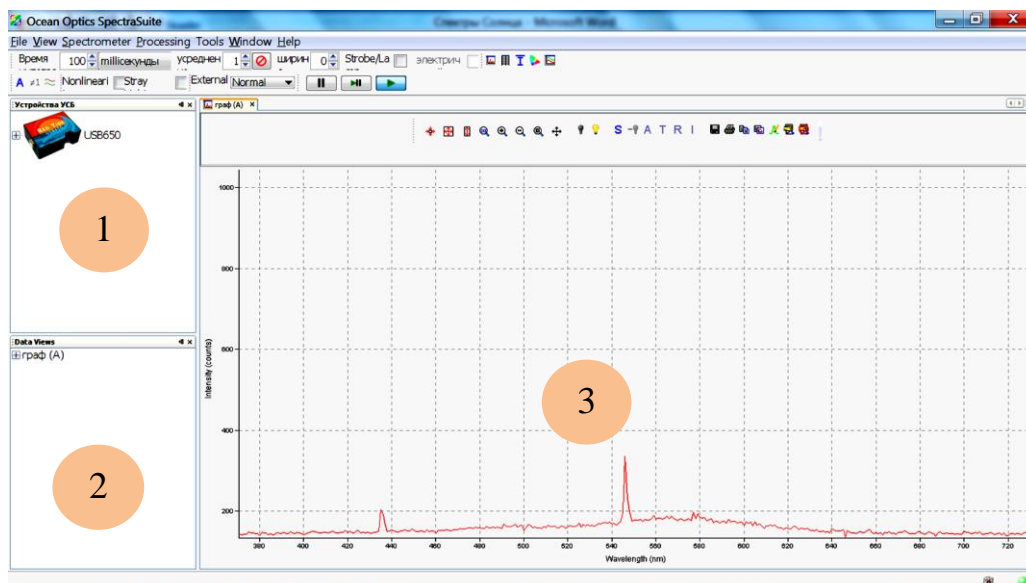 Ocean Optics SpectraSuite Спектры Солнца - Microsoft Word
File View Spectrometer Processing Tools Window Help
Время 100 millisекунды усреднен 1 ширин 0 Strobe/La электрич
A ≠1 Nonlineari Stray External Normal
Устройства УСБ
граф (A)
USB650
S A T R I
1
Data Views
граф (A)
2
3
Intensity (counts)
1000
800
600
400
200
380 400 420 440 460 480 500 520 540 560 580 600 620 640 660 680 700 720
Wavelength (nm)